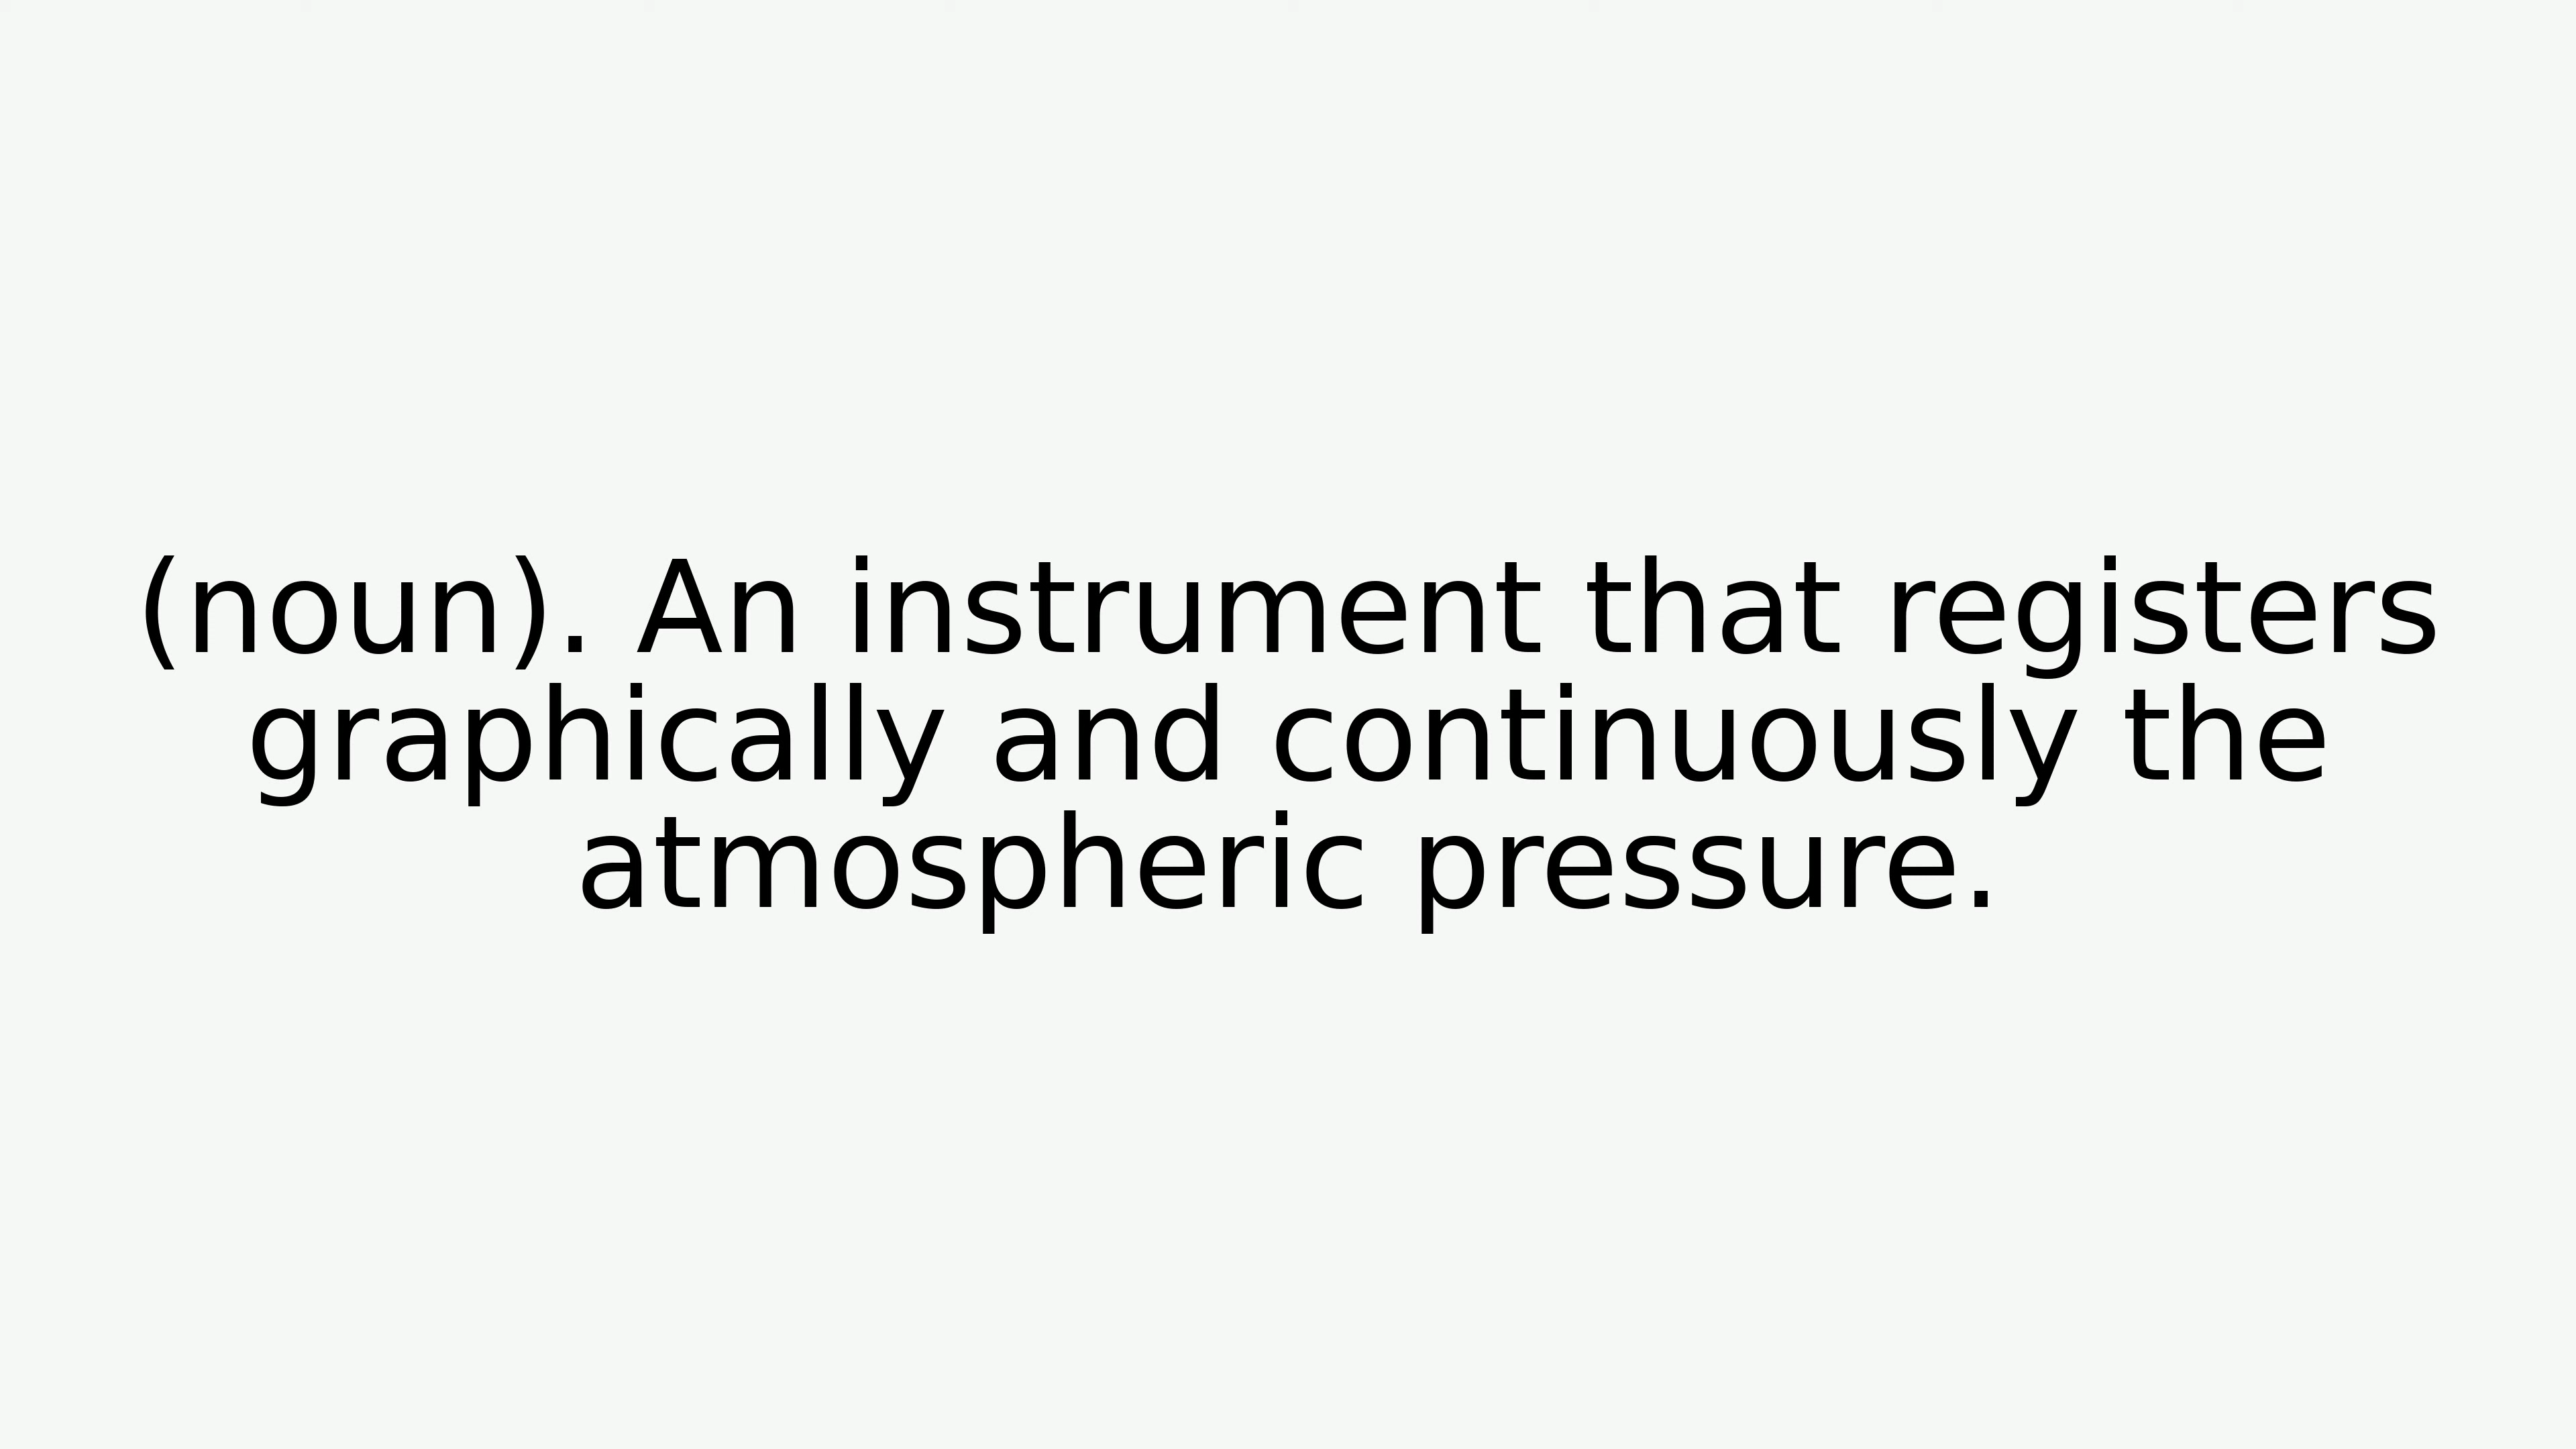 (noun). An instrument that registers
graphically and continuously the
atmospheric pressure.